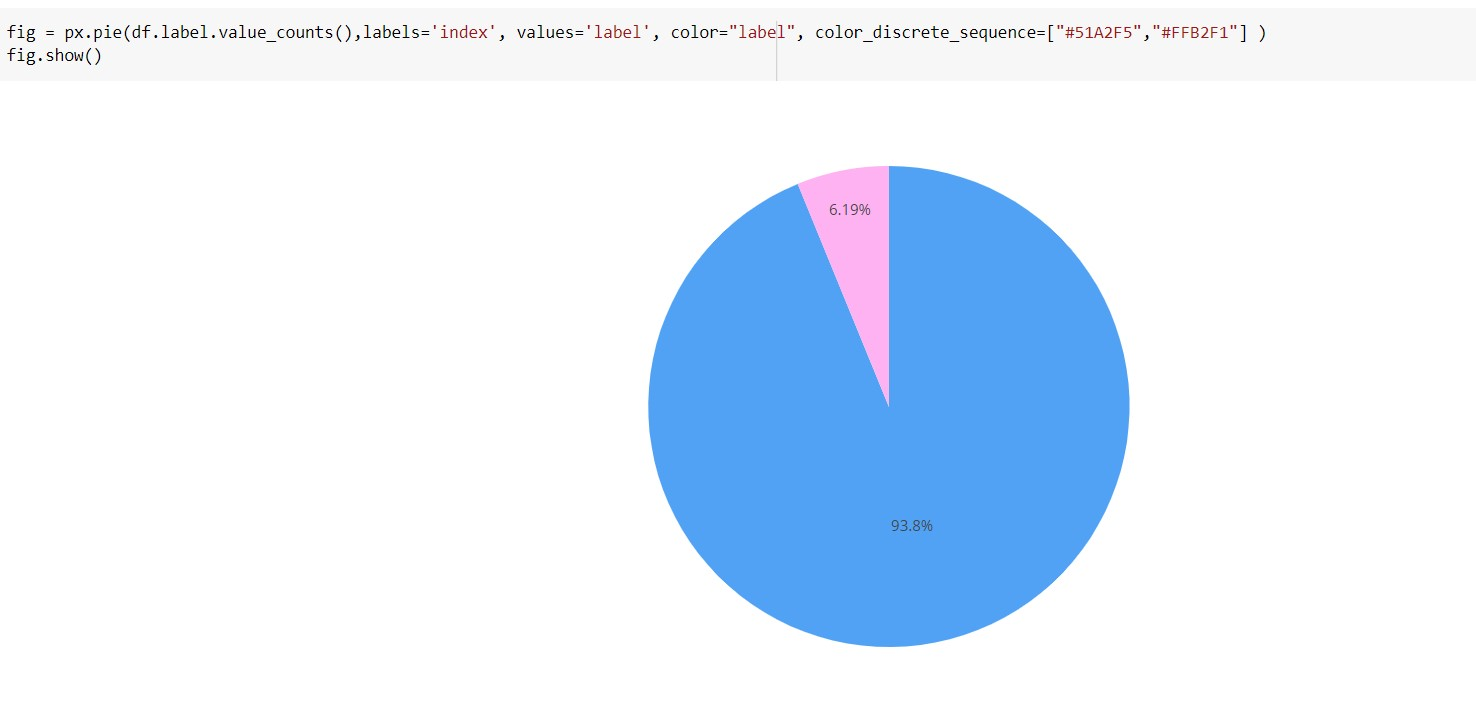 fig = px.pie(df.label.value_counts(),labels='index', values='label', color="label", color_discrete_sequence=["#51A2F5","#FFB2F1"] )
fig.show()
6.19%
93.8%